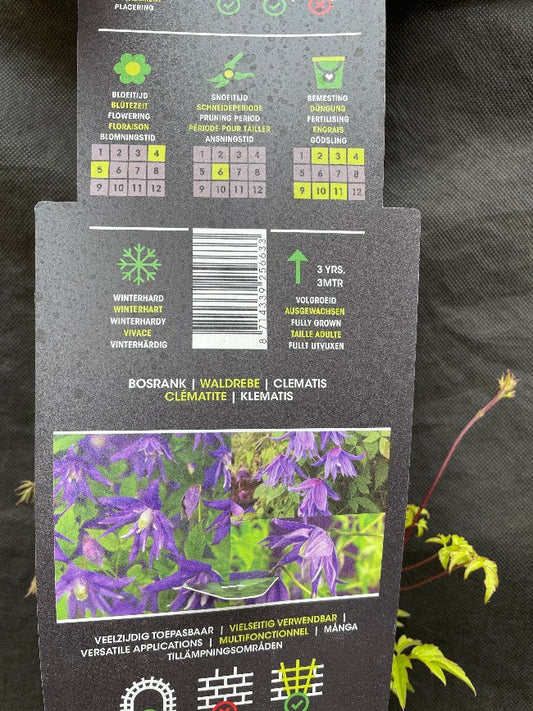 PLACERING.
BLOEITIJD
BLÜTEZEIT
FLOWERING
FLORAISON
BLOMNINGSTID
1 2 3 4
5 6 7 8
9 10 11 12
SNOEITIJD
SCHNEIDEPERIODE
PRUNING PERIOD
PÉRIODE POUR TAILLER
ANSNINGSTID
1 2 3 4
5 6 7 8
9 10 11 12
BEMESTING
DÜNGUNG
FERTILISING
ENGRAIS
GÖDSLING
1 2 3 4
5 6 7 8
9 10 11 12
WINTERHARD
WINTERHART
WINTERHARDY
VIVACE
VINTERHÄRDIG
8 714339 256633
3 YRS,
3MTR
VOLGROEID
AUSGEWACHSEN
FULLY GROWN
TAILLE ADULTE
FULLT UTVUXEN
BOSRANK | WALDREBE | CLEMATIS
CLÉMATITE | KLEMATIS
VEELZIJDIG TOEPASBAAR | VIELSEITIG VERWENDBAR |
VERSATILE APPLICATIONS | MULTIFONCTIONNEL | MÅNGA
TILLÄMPNINGSOMRÅDEN